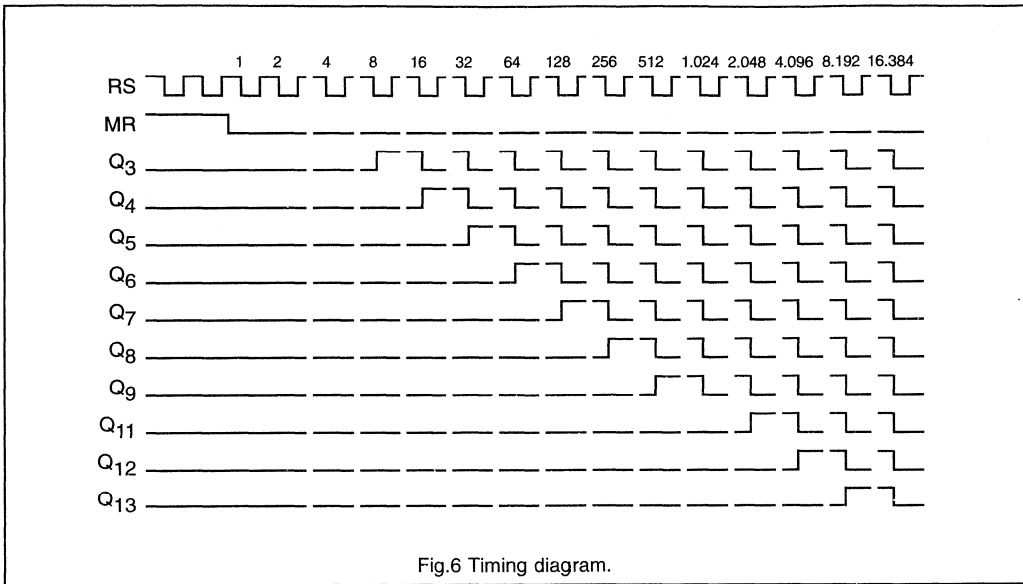 1 2 4 8 16 32 64 128 256 512 1.024 2.048 4.096 8.192 16.384
RS
MR
Q3
Q4
Q5
Q6
Q7
Q8
Q9
Q11
Q12
Q13
Fig.6 Timing diagram.